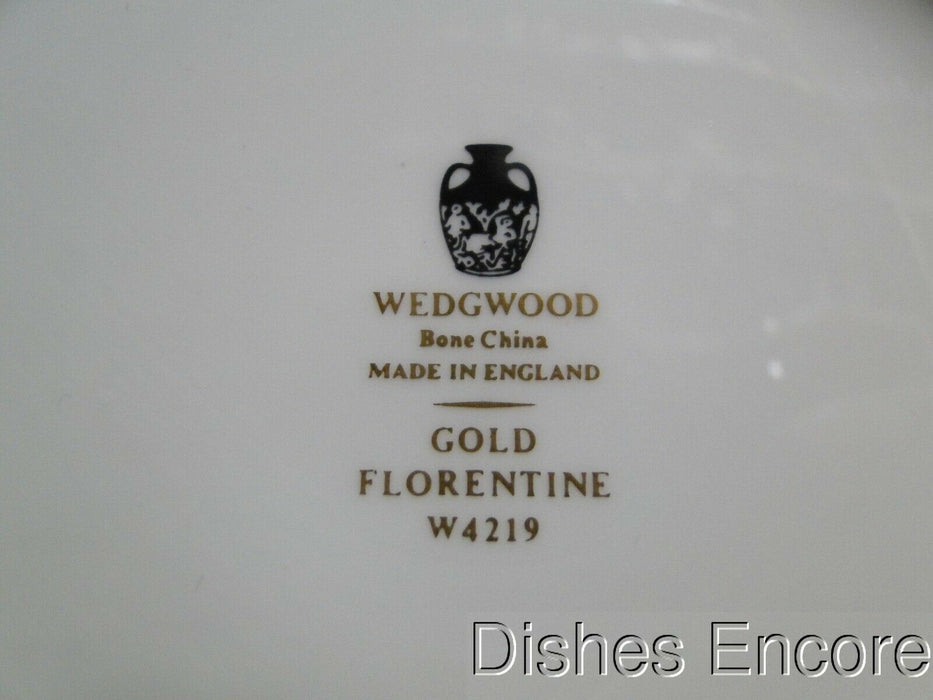 WEDGWOOD
Bone China
MADE IN ENGLAND
GOLD
FLORENTINE
W4219
Dishes Encore